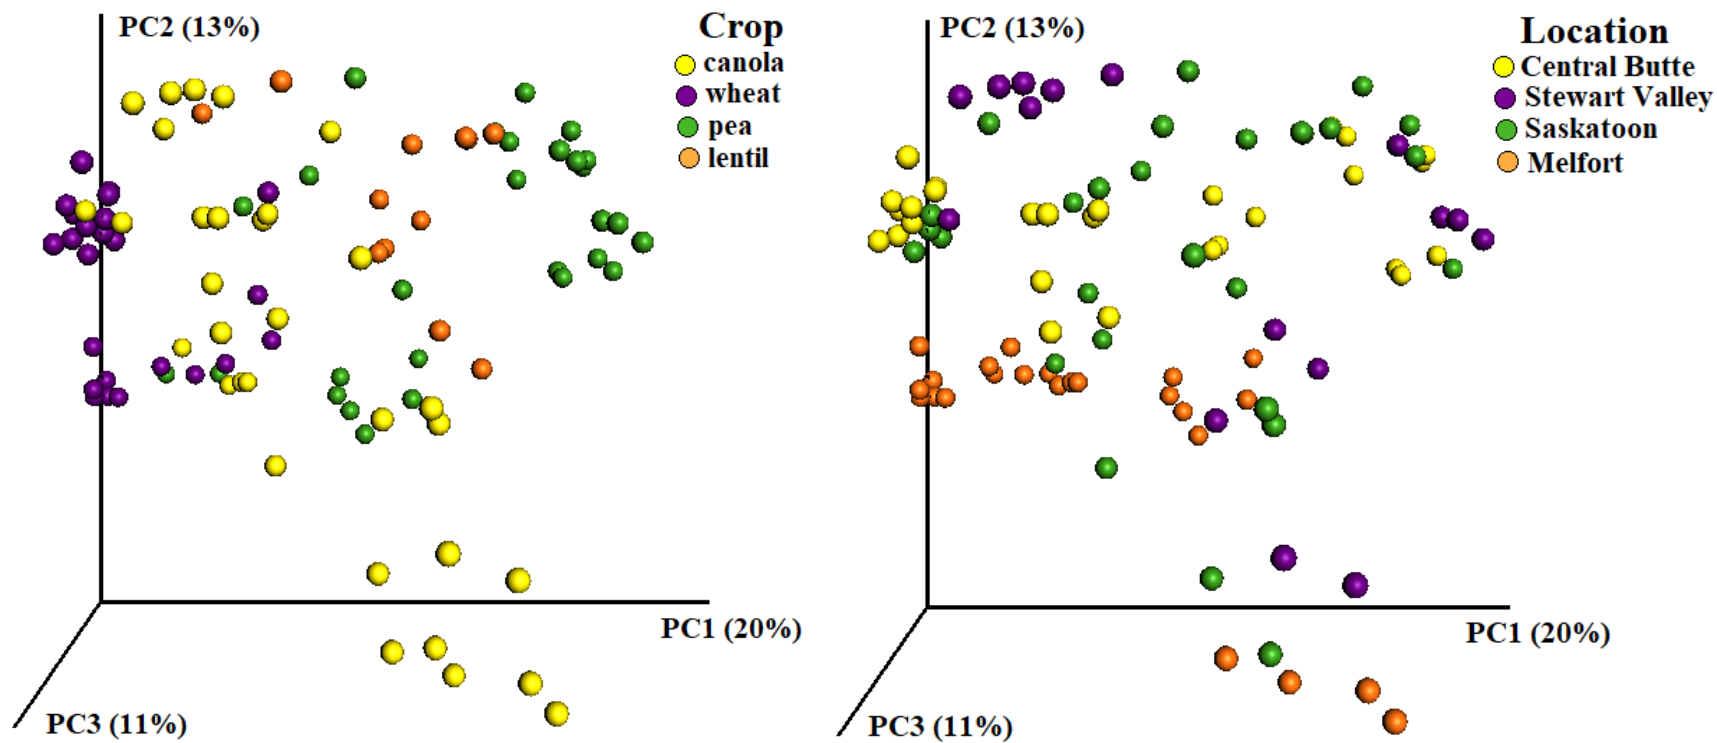 PC2 (13%)
Crop
canola
wheat
pea
lentil
PC1 (20%)
PC3 (11%)
PC2 (13%)
Location
Central Butte
Stewart Valley
Saskatoon
Melfort
PC1 (20%)
PC3 (11%)